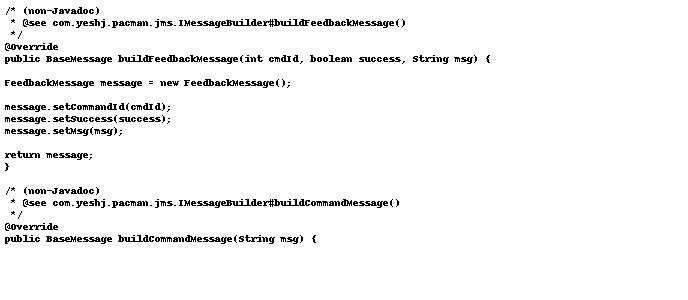 /* (non-Javadoc)
 * @see com.yeshj.pacman.jms.IMessageBuilder#buildFeedbackMessage()
 */
@Override
public BaseMessage buildFeedbackMessage(int cmdId, boolean success, String msg) {

FeedbackMessage message = new FeedbackMessage();

message.setCommandId(cmdId);
message.setSuccess(success);
message.setMsg(msg);

return message;
}

/* (non-Javadoc)
 * @see com.yeshj.pacman.jms.IMessageBuilder#buildCommandMessage()
 */
@Override
public BaseMessage buildCommandMessage(String msg) {